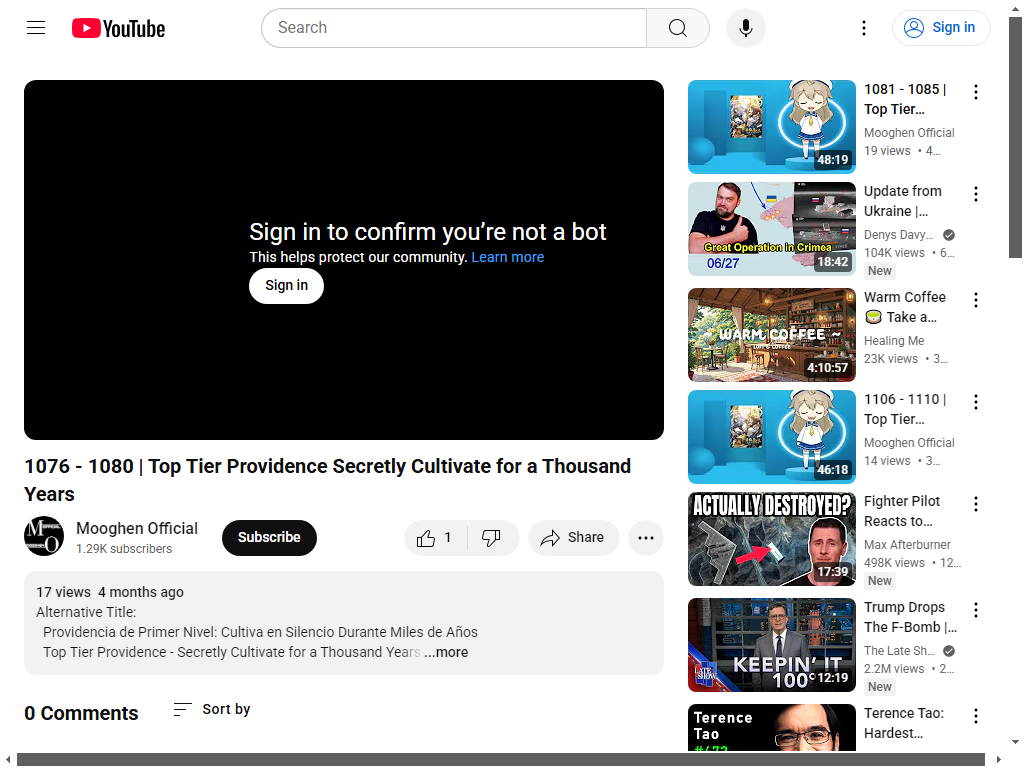 YouTube
Search
Sign in
Sign in to confirm you're not a bot
This helps protect our community. Learn more
Sign in
1076 - 1080 | Top Tier Providence Secretly Cultivate for a Thousand
Years
Mooghen Official
1.29K subscribers
Subscribe
1
Share
17 views 4 months ago
Alternative Title:
Providencia de Primer Nivel: Cultiva en Silencio Durante Miles de Años
Top Tier Providence - Secretly Cultivate for a Thousand Years ...more
0 Comments
Sort by
48:19
1081 - 1085 |
Top Tier...
Mooghen Official
19 views • 4...
Great Operation in Crimea
06/27
18:42
Update from
Ukraine |...
Denys Davy...
104K views • 6...
New
WARM COFFEE ~
4:10:57
Warm Coffee
🍵 Take a...
Healing Me
23K views • 3...
46:18
1106 - 1110 |
Top Tier...
Mooghen Official
14 views • 3...
ACTUALLY DESTROYED?
17:39
Fighter Pilot
Reacts to...
Max Afterburner
498K views • 12...
New
LATE SHOW
KEEPIN' IT
100%
12:19
Trump Drops
The F-Bomb |...
The Late Sh...
2.2M views • 2...
New
Terence
Tao
#472
Terence Tao:
Hardest...